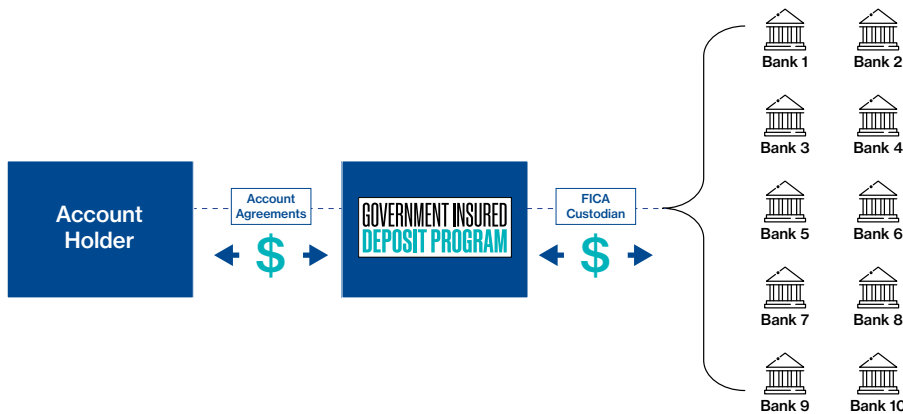 Bank 1
Bank 2
Bank 3
Bank 4
Account
Holder
Account
Agreements
$
GOVERNMENT INSURED
DEPOSIT PROGRAM
FICA
Custodian
$
Bank 5
Bank 6
Bank 7
Bank 8
Bank 9
Bank 10